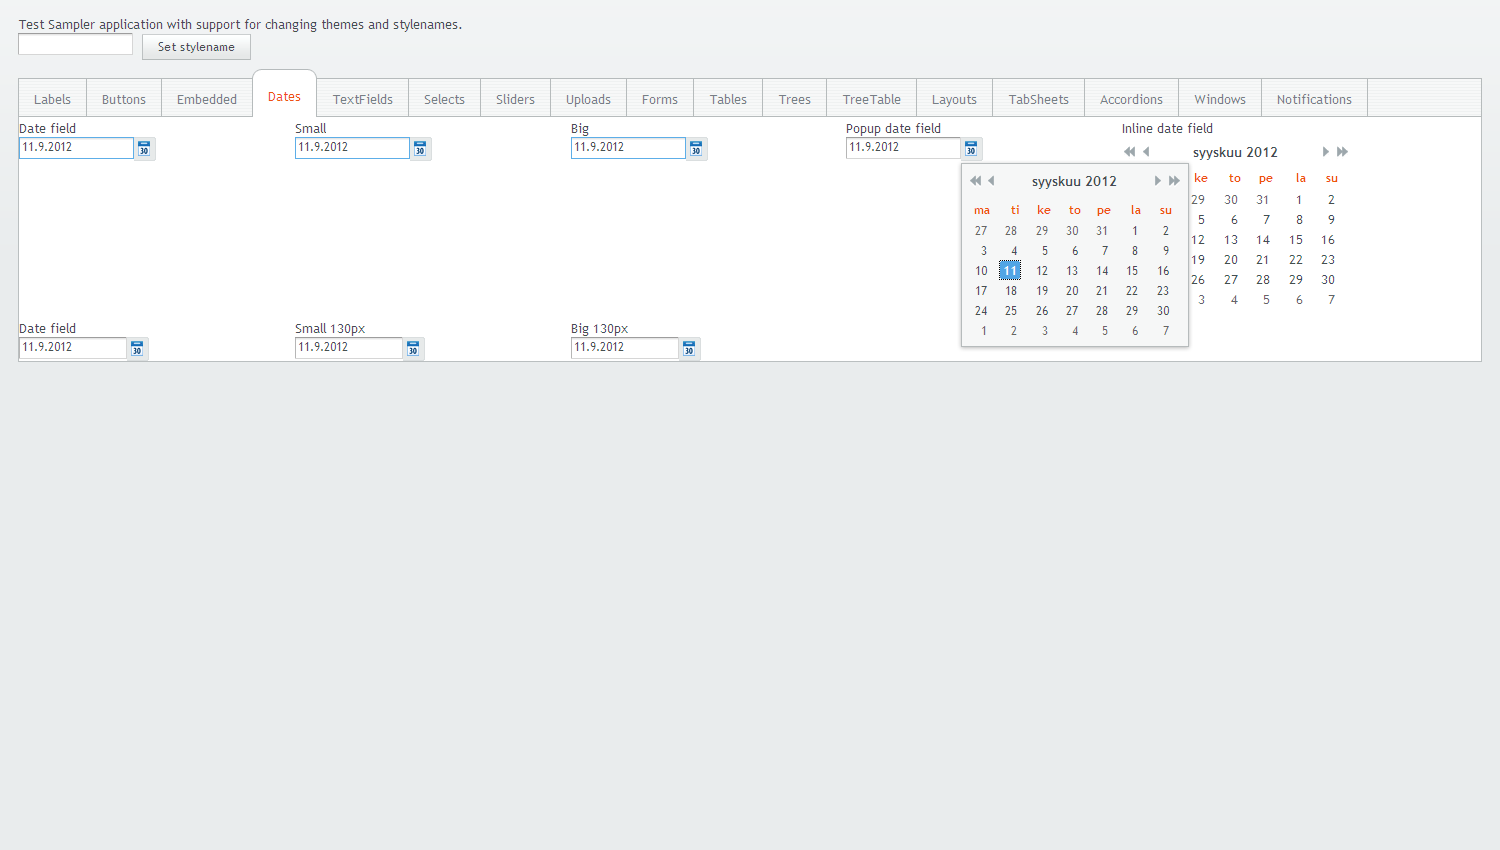 Test Sampler application with support for changing themes and stylenames.
Set stylename
Labels Buttons Embedded Dates TextFields Selects Sliders Uploads Forms Tables Trees TreeTable Layouts TabSheets Accordions Windows Notifications
Date field Small Big Popup date field Inline date field
11.9.2012 30 11.9.2012 30 11.9.2012 30 11.9.2012 30
syyskuu 2012
ke to pe la su
29 30 31 1 2
5 6 7 8 9
12 13 14 15 16
19 20 21 22 23
26 27 28 29 30
3 4 5 6 7
syyskuu 2012
ma ti ke to pe la su
27 28 29 30 31 1 2
3 4 5 6 7 8 9
10 11 12 13 14 15 16
17 18 19 20 21 22 23
24 25 26 27 28 29 30
1 2 3 4 5 6 7
Date field Small 130px Big 130px
11.9.2012 30 11.9.2012 30 11.9.2012 30